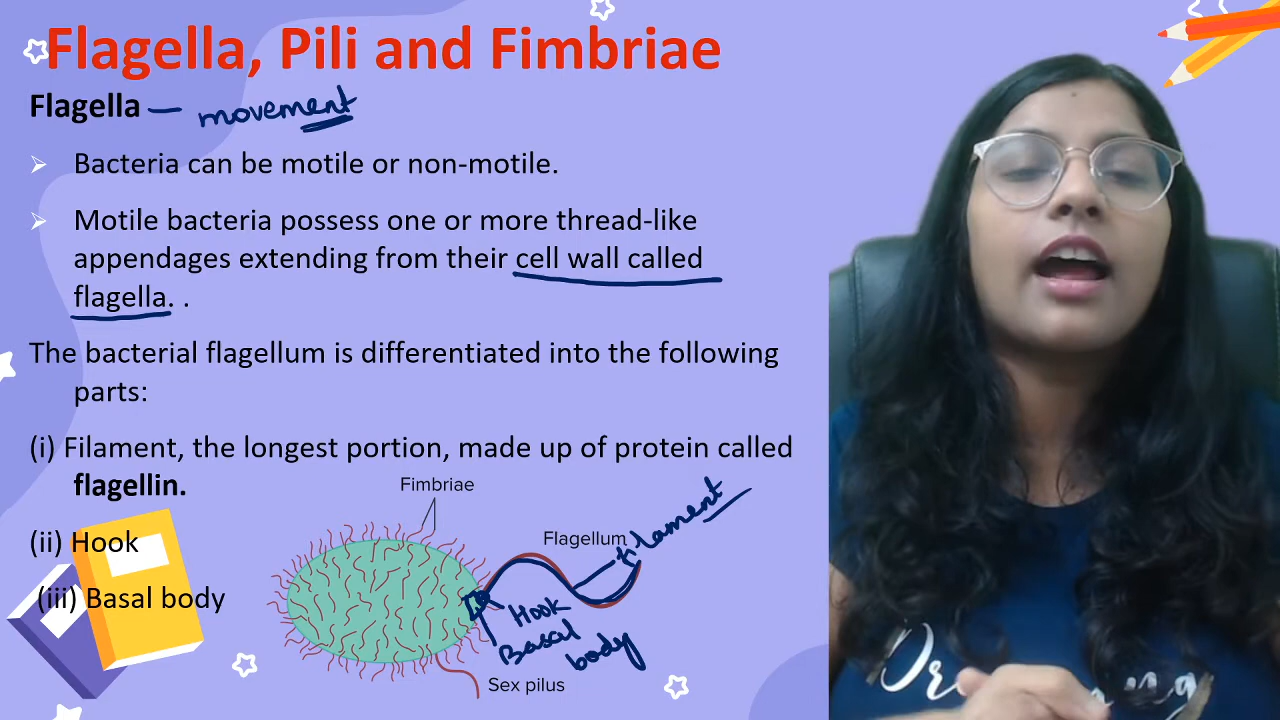 Flagella, Pili and Fimbriae
Flagella — movement
Bacteria can be motile or non-motile.
Motile bacteria possess one or more thread-like
appendages extending from their cell wall called
flagella. .
The bacterial flagellum is differentiated into the following
parts:
(i) Filament, the longest portion, made up of protein called
flagellin.
Fimbriae
Flagellum
filament
(ii) Hook
(iii) Basal body
Hook
Basal
body
Sex pilus